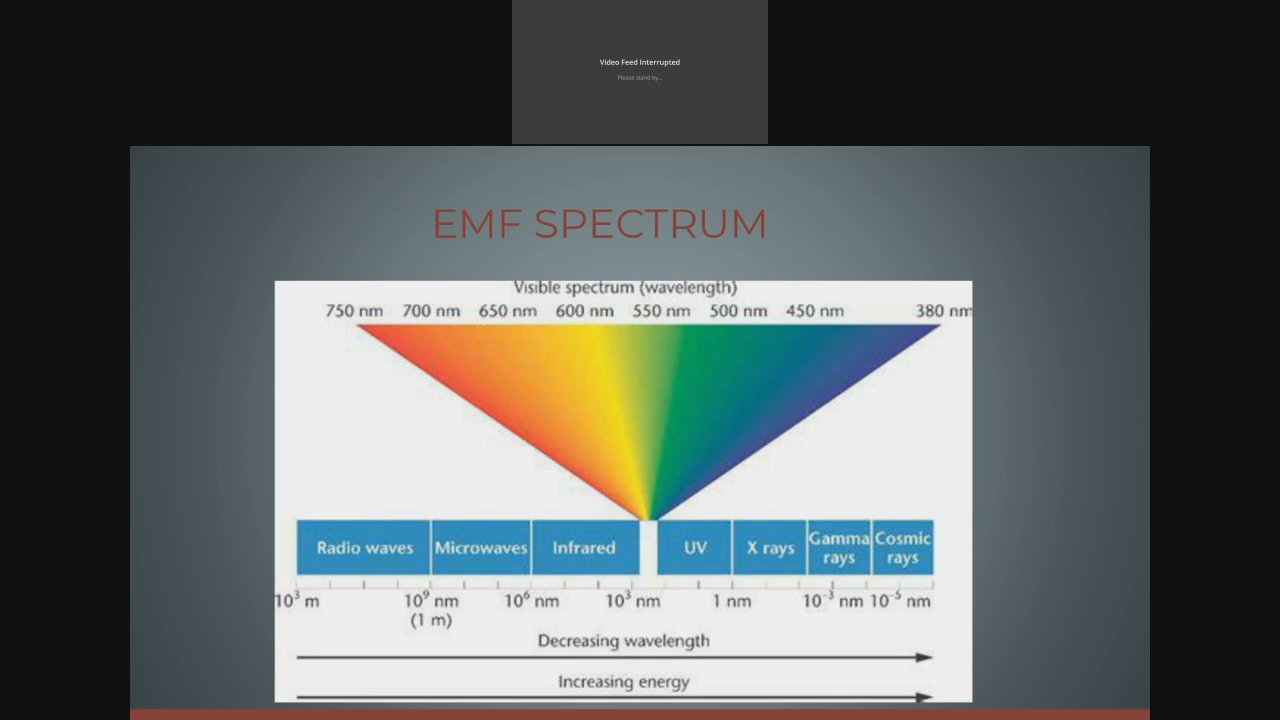 Video Feed Interrupted
Please stand by...
EMF SPECTRUM
Visible spectrum (wavelength)
750 nm 700 nm 650 nm 600 nm 550 nm 500 nm 450 nm 380 nm
Radio waves Microwaves Infrared UV X rays Gamma rays Cosmic rays
10³ m 10⁹ nm (1 m) 10⁶ nm 10³ nm 1 nm 10⁻³ nm 10⁻⁵ nm
Decreasing wavelength
Increasing energy